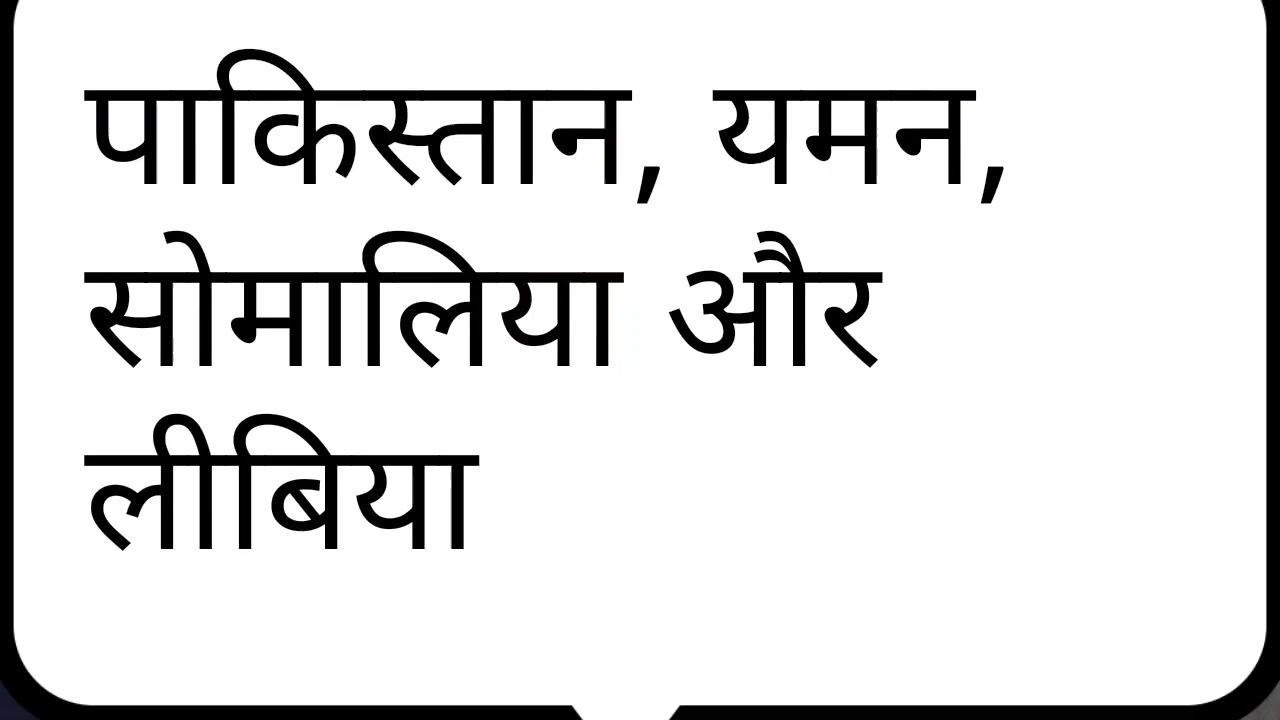 पाकिस्तान, यमन,
सोमालिया और
लीबिया